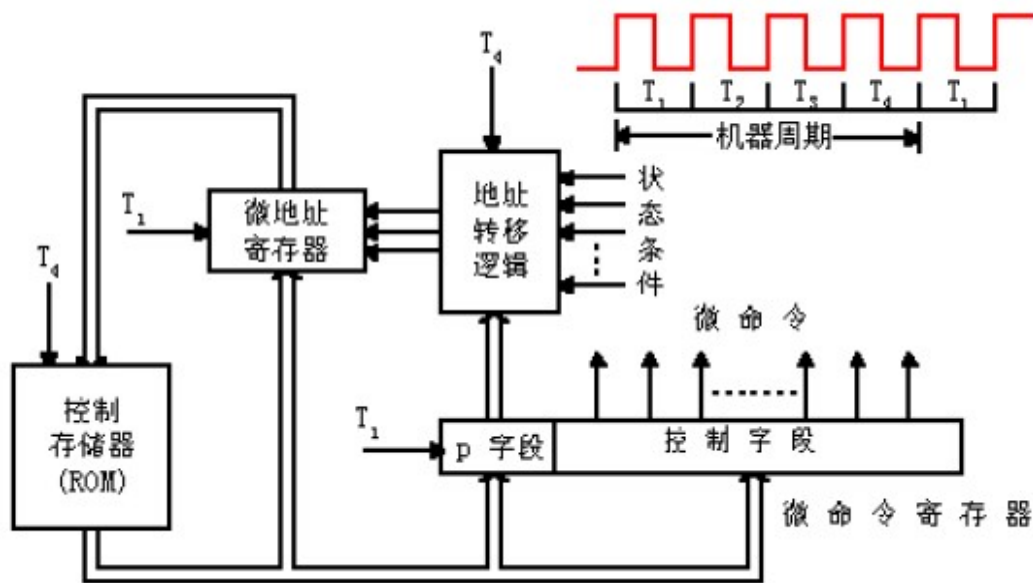 T₄
T₁ T₂ T₃ T₄ T₁
机器周期
T₁
微地址
寄存器
地址
转移
逻辑
状态条件
T₄
微命令
控制
存储器
(ROM)
T₁
p 字段
控制字段
微命令寄存器